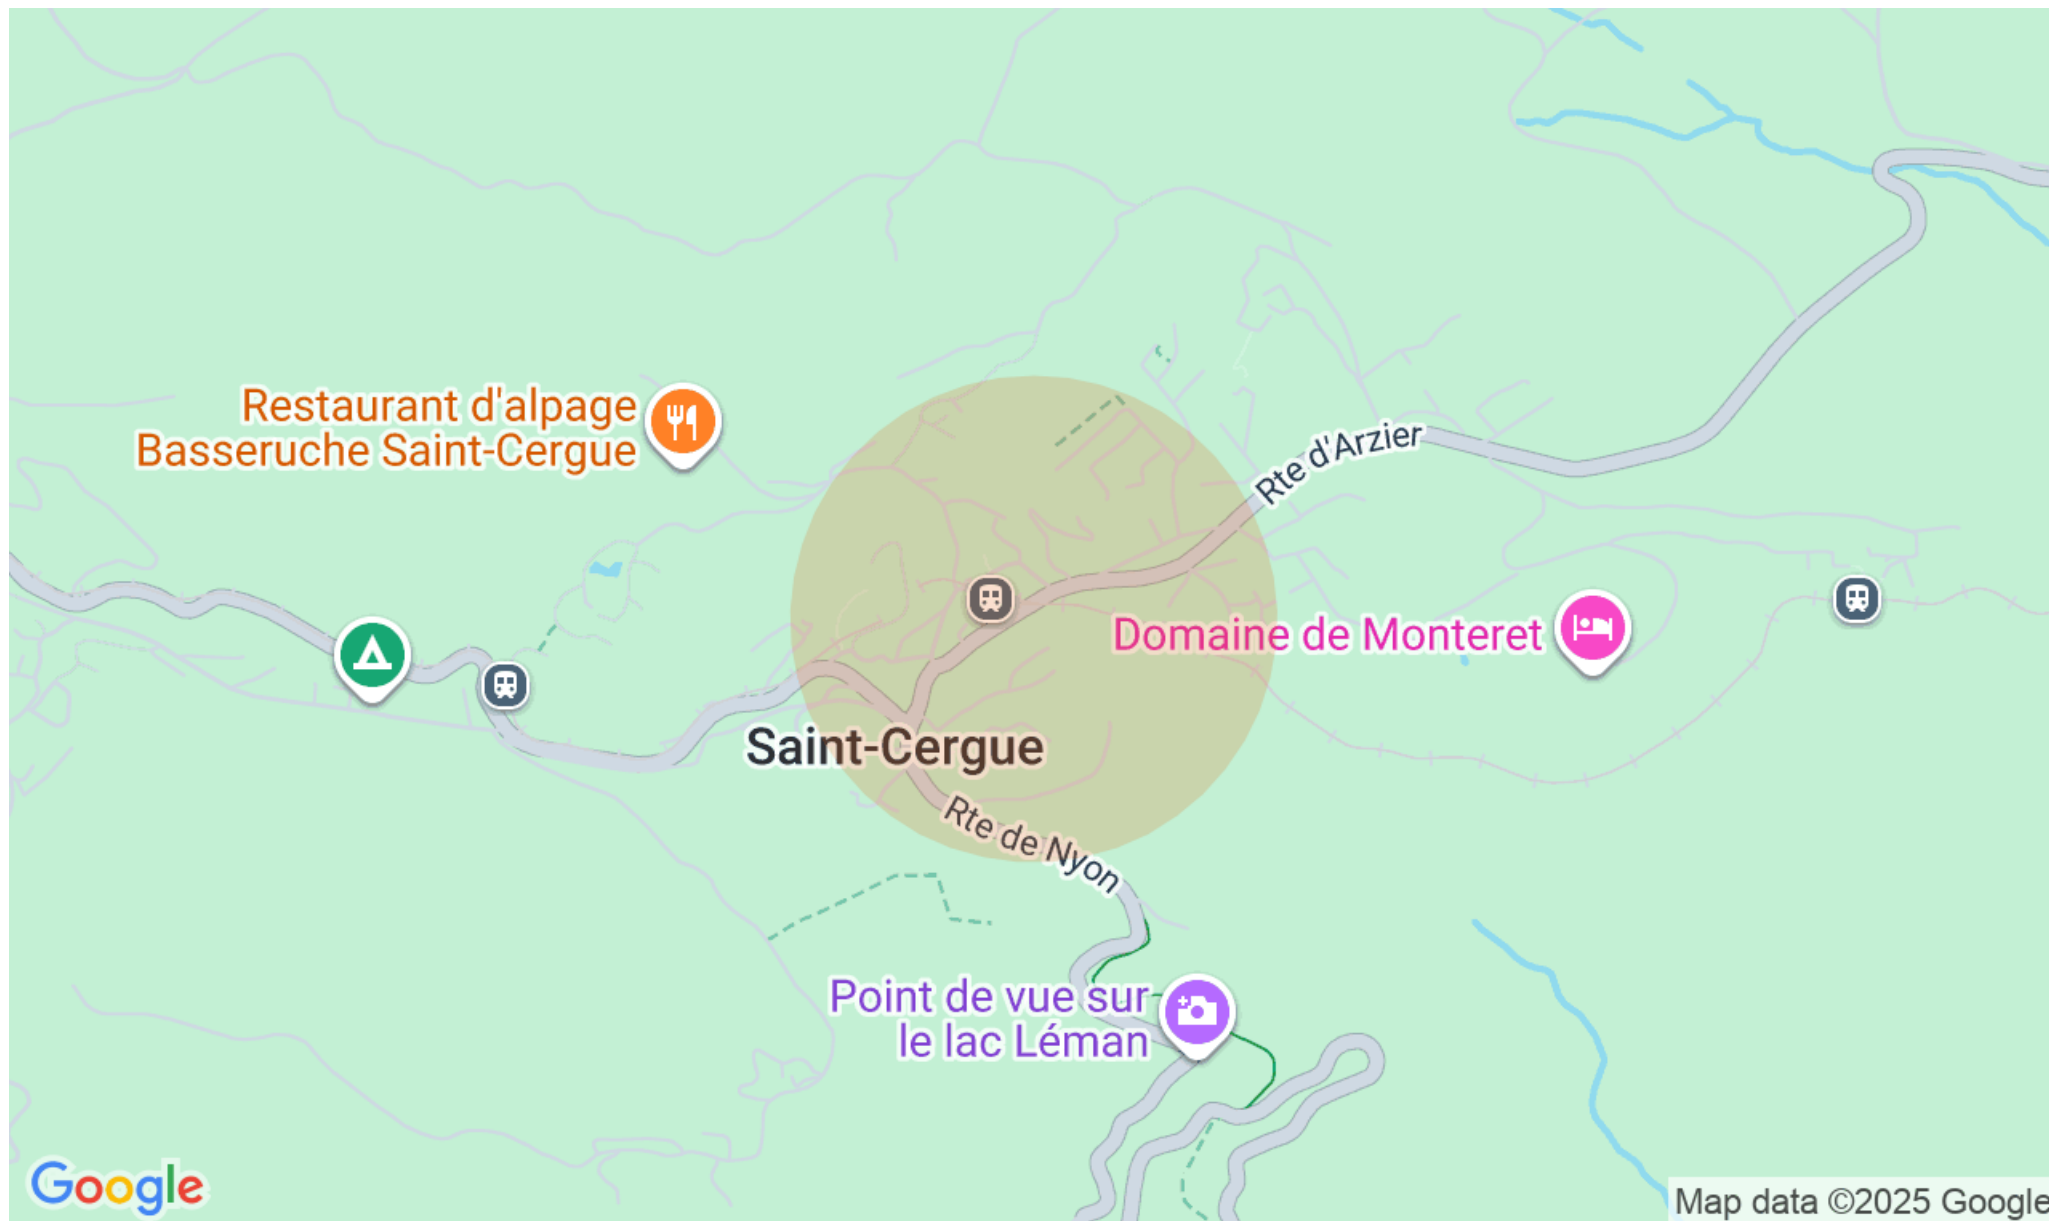 Restaurant d'alpage
Basseruche Saint-Cergue
Rte d'Arzier
Domaine de Monteret
Saint-Cergue
Rte de Nyon
Point de vue sur
le lac Léman
Google
Map data ©2025 Google